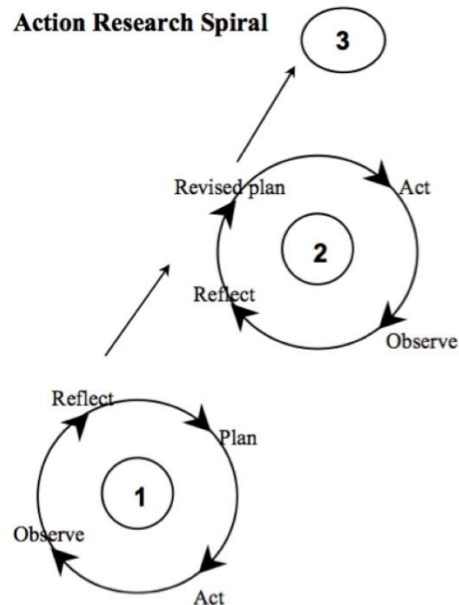 Action Research Spiral
3
Revised plan
Act
2
Reflect
Observe
Reflect
Plan
1
Observe
Act